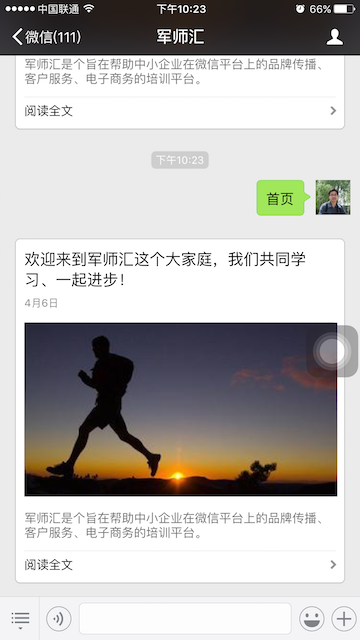 中国联通 下午10:23 66%
微信(111) 军师汇
军师汇是个旨在帮助中小企业在微信平台上的品牌传播、
客户服务、电子商务的培训平台。
阅读全文
下午10:23
首页
欢迎来到军师汇这个大家庭，我们共同学
习、一起进步！
4月6日
军师汇是个旨在帮助中小企业在微信平台上的品牌传播、
客户服务、电子商务的培训平台。
阅读全文